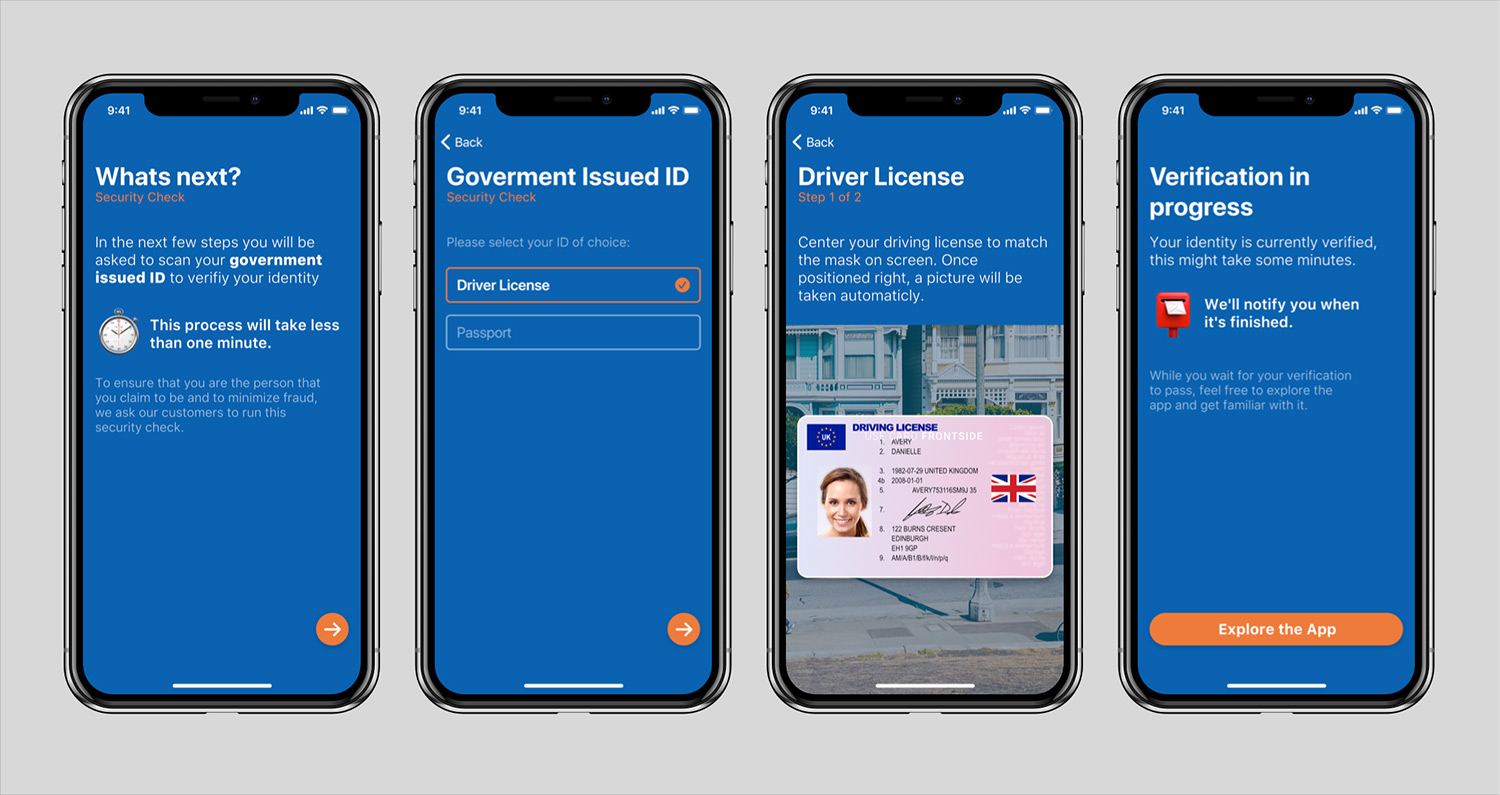 9:41
Whats next?
Security Check
In the next few steps you will be
asked to scan your government
issued ID to verifiy your identity
This process will take less
than one minute.
To ensure that you are the person that
you claim to be and to minimize fraud,
we ask our customers to run this
security check.
9:41
Back
Goverment Issued ID
Security Check
Please select your ID of choice:
Driver License
Passport
9:41
Back
Driver License
Step 1 of 2
Center your driving license to match
the mask on screen. Once
positioned right, a picture will be
taken automaticly.
UK
DRIVING LICENSE
USE CARD FRONTSIDE
1. AVERY
2. DANIELLE
3. 1982-07-29 UNITED KINGDOM
4b 2008-01-01
5. AVERY753116SM9J 35
7.
8. 122 BURNS CRESENT
EDINBURGH
EH1 9GP
9. AM/A/B1/B/f/k/l/n/p/q
9:41
Verification in
progress
Your identity is currently verified,
this might take some minutes.
We'll notify you when
it's finished.
While you wait for your verification
to pass, feel free to explore the
app and get familiar with it.
Explore the App